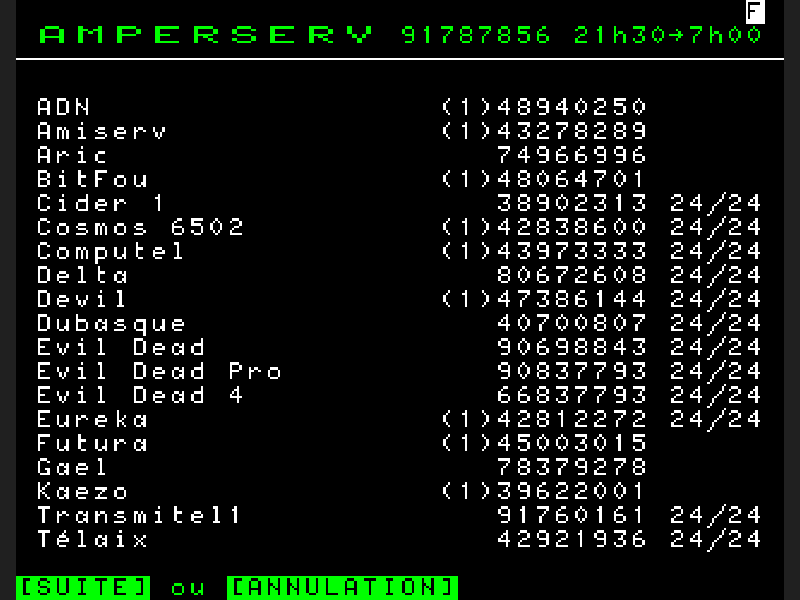 F
AMPERSERV 91787856 21h30→7h00
ADN (1)48940250
Amiserv (1)43278289
Aric 74966996
BitFou (1)48064701
Cider 1 38902313 24/24
Cosmos 6502 (1)42838600 24/24
Computel (1)43973333 24/24
Delta 80672608 24/24
Devil (1)47386144 24/24
Dubasque 40700807 24/24
Evil Dead 90698843 24/24
Evil Dead Pro 90837793 24/24
Evil Dead 4 66837793 24/24
Eureka (1)42812272 24/24
Futura (1)45003015
Gael 78379278
Kaezo (1)39622001
Transmitel1 91760161 24/24
Télaix 42921936 24/24
[SUITE] ou [ANNULATION]